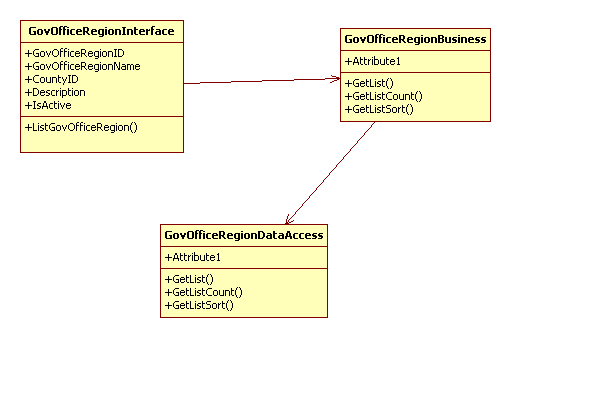 GovOfficeRegionInterface
+GovOfficeRegionID
+GovOfficeRegionName
+CountyID
+Description
+IsActive
+ListGovOfficeRegion()
GovOfficeRegionBusiness
+Attribute1
+GetList()
+GetListCount()
+GetListSort()
GovOfficeRegionDataAccess
+Attribute1
+GetList()
+GetListCount()
+GetListSort()